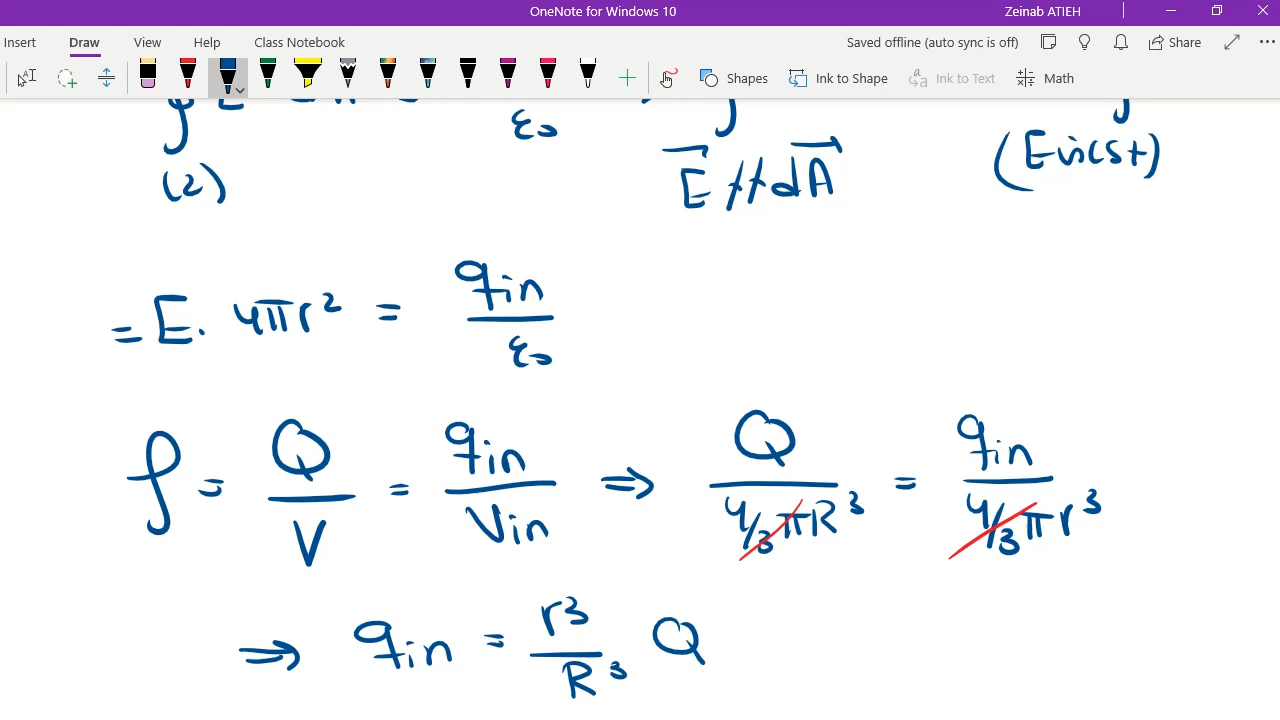 OneNote for Windows 10
Zeinab ATIEH
Insert Draw View Help Class Notebook
Saved offline (auto sync is off) Share
Shapes Ink to Shape Ink to Text Math
ε₀
(2)
E // dA
(E is cst)
= E. 4πr² = qin/ε₀
ρ = Q/V = qin/Vin ⇒ Q/(4/3 πR³) = qin/(4/3 πr³)
⇒ qin = r³/R³ Q